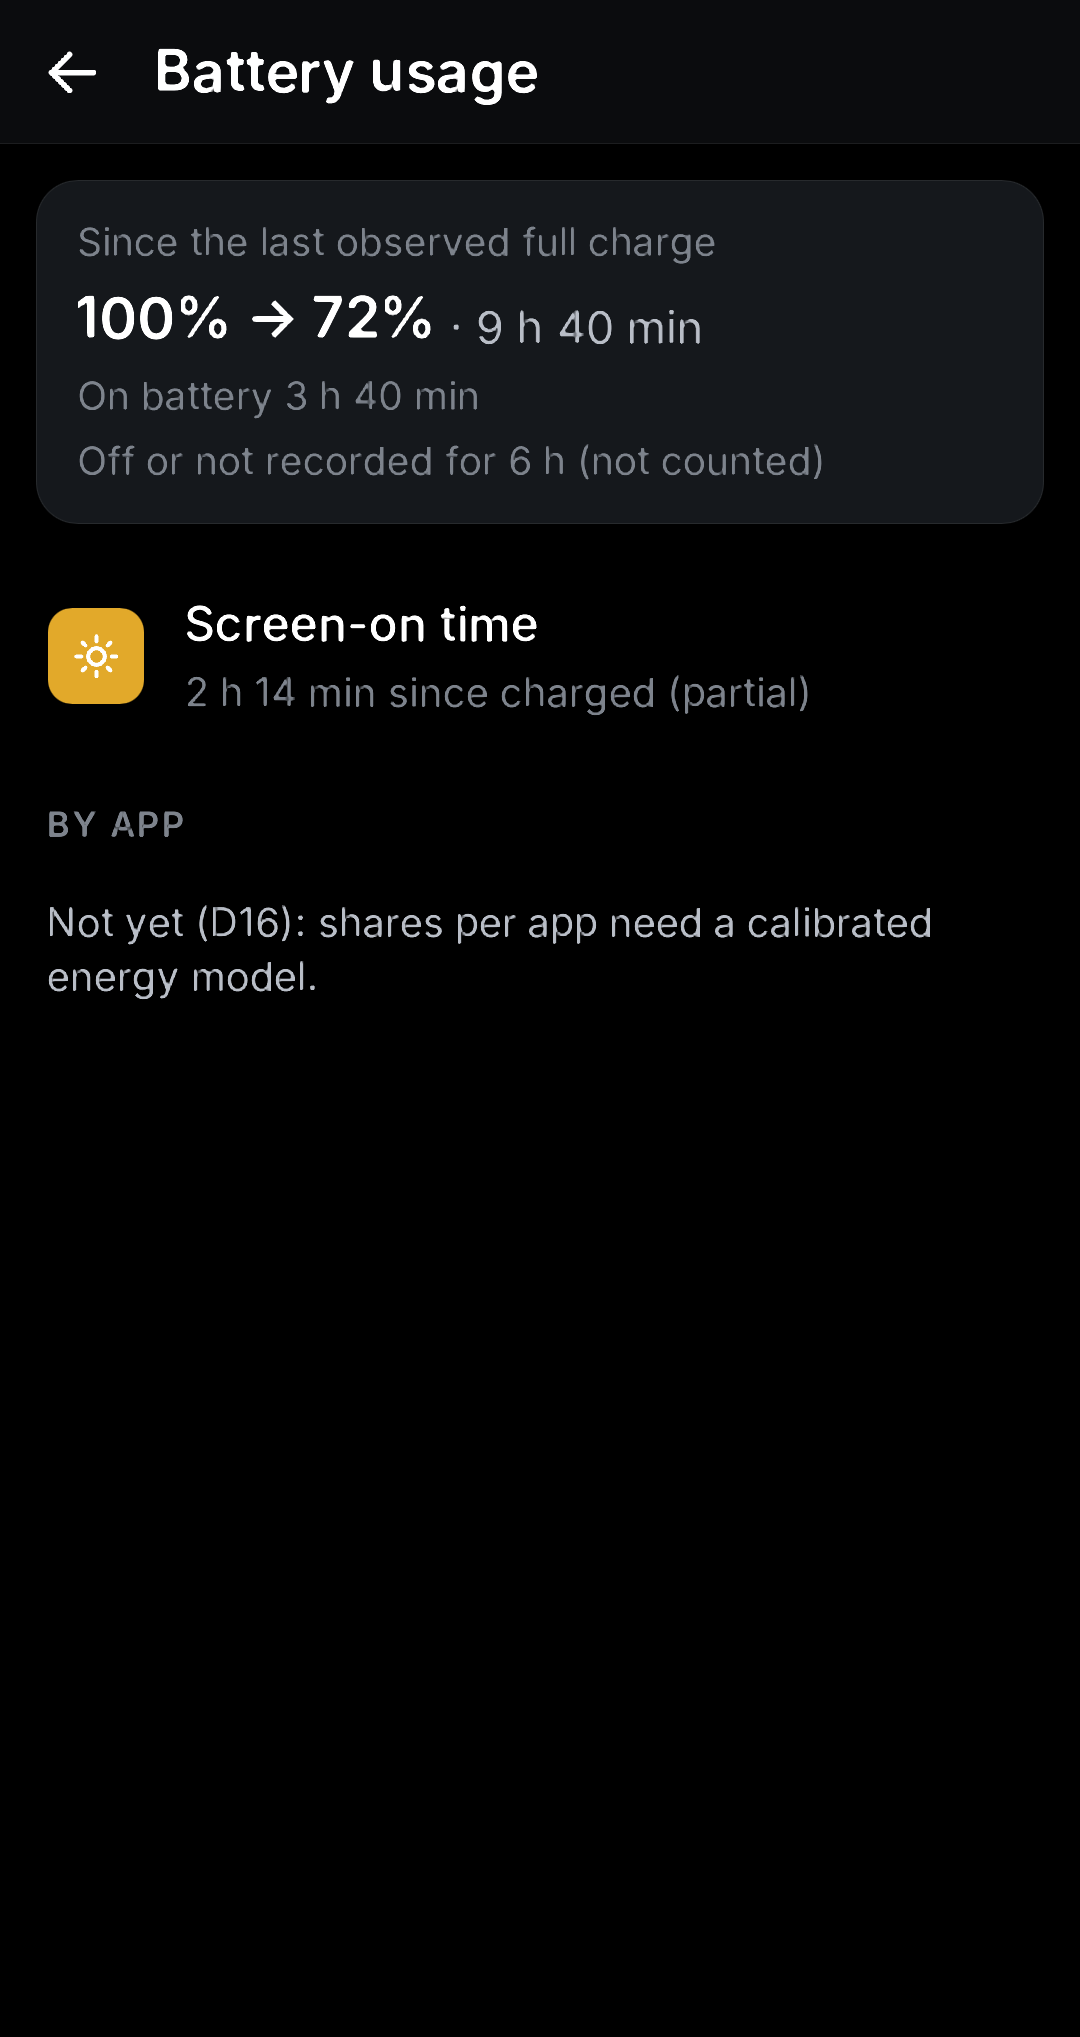 Battery usage
Since the last observed full charge
100% → 72% · 9 h 40 min
On battery 3 h 40 min
Off or not recorded for 6 h (not counted)
Screen-on time
2 h 14 min since charged (partial)
BY APP
Not yet (D16): shares per app need a calibrated
energy model.